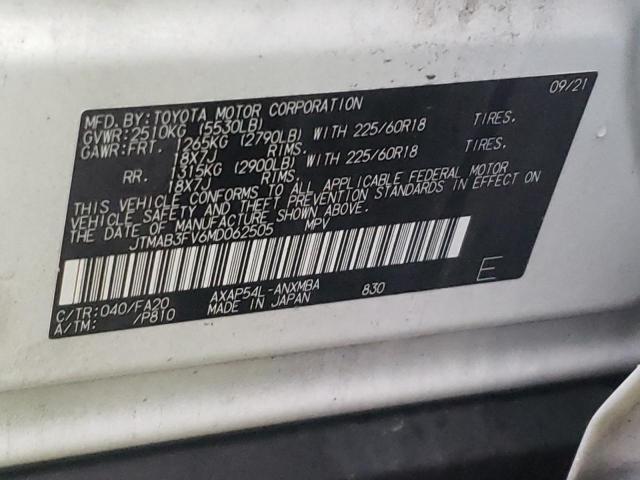 MFD. BY: TOYOTA MOTOR CORPORATION 09/21
GVWR: 2510KG (5530LB)
GAWR: FRT. 1265KG (2790LB) WITH 225/60R18 TIRES.
18X7J RIMS.
RR. 1315KG (2900LB) WITH 225/60R18 TIRES.
18X7J RIMS.
THIS VEHICLE CONFORMS TO ALL APPLICABLE FEDERAL MOTOR
VEHICLE SAFETY AND THEFT PREVENTION STANDARDS IN EFFECT ON
THE DATE OF MANUFACTURE SHOWN ABOVE.
JTMAB3FV6MD062505 MPV
E
C/TR: 040/FA20 AXAP54L-ANXMBA 830
A/TM: /P810 MADE IN JAPAN